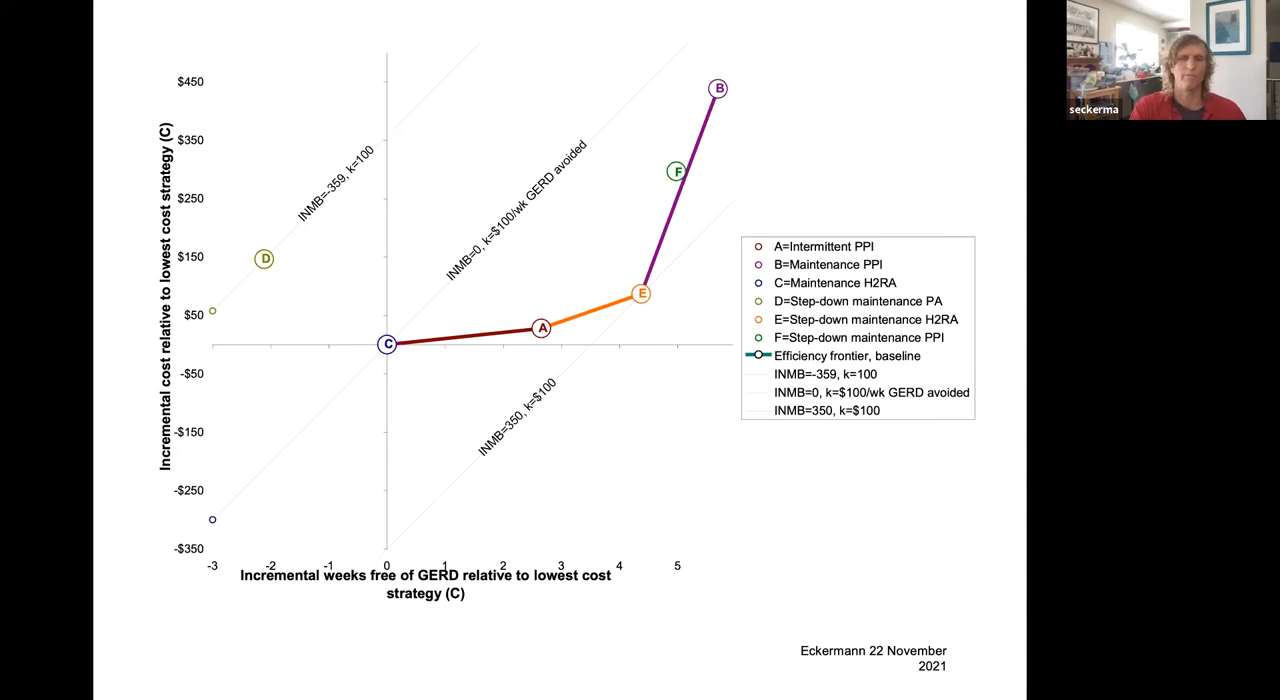 seckerma
$450
$350
$250
$150
$50
-$50
-$150
-$250
-$350
-3
-2
-1
0
1
2
3
4
5
Incremental cost relative to lowest cost strategy (C)
Incremental weeks free of GERD relative to lowest cost
strategy (C)
INMB=-359, k=100
INMB=0, k=$100/wk GERD avoided
INMB=350, k=$100
D
C
A
E
F
B
A=Intermittent PPI
B=Maintenance PPI
C=Maintenance H2RA
D=Step-down maintenance PA
E=Step-down maintenance H2RA
F=Step-down maintenance PPI
Efficiency frontier, baseline
INMB=-359, k=100
INMB=0, k=$100/wk GERD avoided
INMB=350, k=$100
Eckermann 22 November
2021